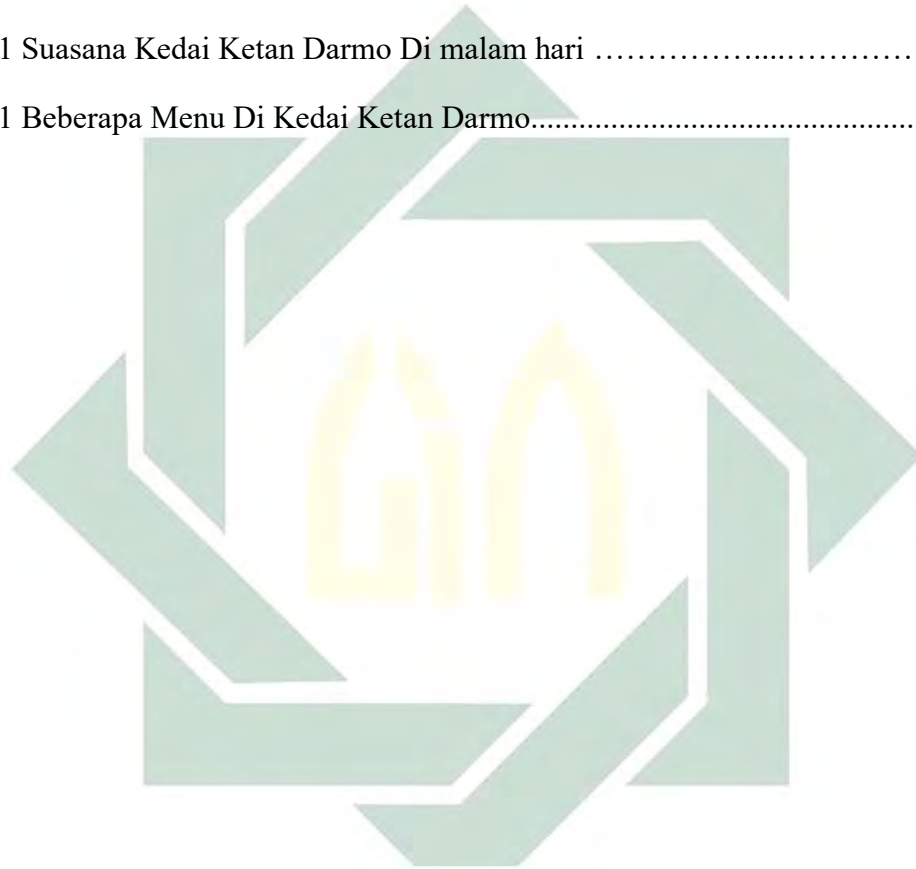 1 Suasana Kedai Ketan Darmo Di malam hari ……………....…………
1 Beberapa Menu Di Kedai Ketan Darmo................................................